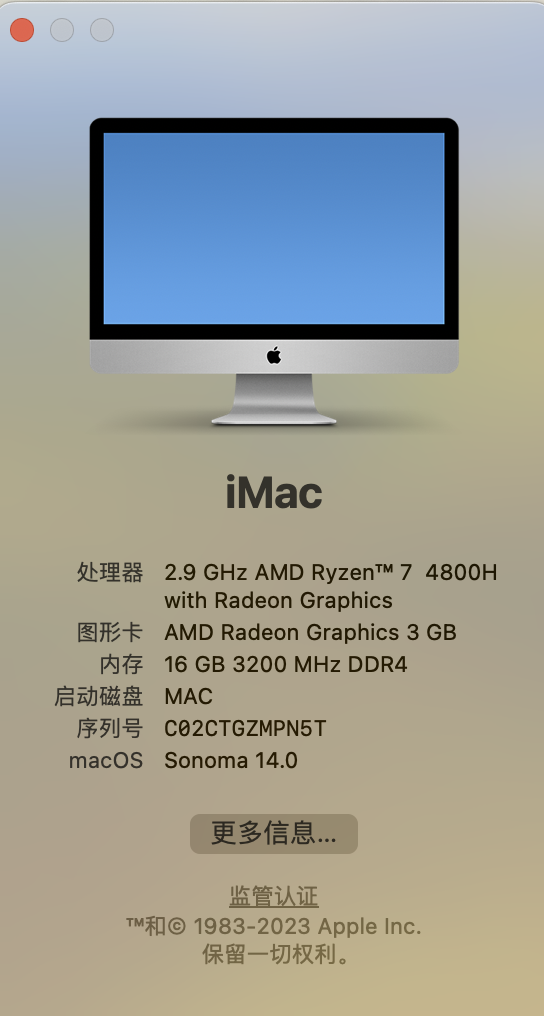 iMac
处理器 2.9 GHz AMD Ryzen™ 7 4800H
with Radeon Graphics
图形卡 AMD Radeon Graphics 3 GB
内存 16 GB 3200 MHz DDR4
启动磁盘 MAC
序列号 C02CTGZMPN5T
macOS Sonoma 14.0
更多信息...
监管认证
™和© 1983-2023 Apple Inc.
保留一切权利。